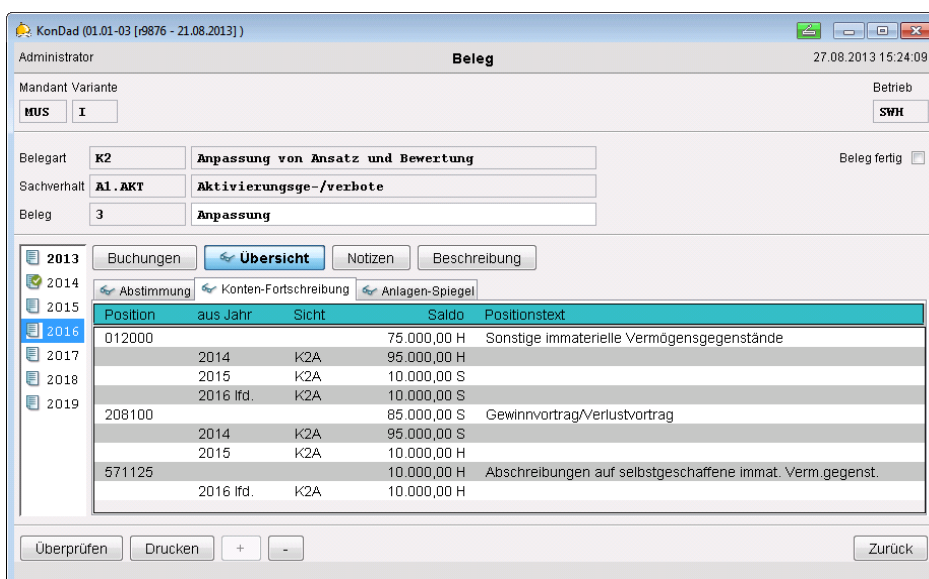 KonDad (01.01-03 [r9876 - 21.08.2013] )
Administrator Beleg 27.08.2013 15:24:09
Mandant Variante Betrieb
MUS I SWH
Belegart K2 Anpassung von Ansatz und Bewertung Beleg fertig
Sachverhalt A1.AKT Aktivierungsge-/verbote
Beleg 3 Anpassung
2013 Buchungen Übersicht Notizen Beschreibung
2014 Abstimmung Konten-Fortschreibung Anlagen-Spiegel
2015
2016
2017
2018
2019
Position aus Jahr Sicht Saldo Positionstext
012000 75.000,00 H Sonstige immaterielle Vermögensgegenstände
2014 K2A 95.000,00 H
2015 K2A 10.000,00 S
2016 lfd. K2A 10.000,00 S
208100 85.000,00 S Gewinnvortrag/Verlustvortrag
2014 K2A 95.000,00 S
2015 K2A 10.000,00 H
571125 10.000,00 H Abschreibungen auf selbstgeschaffene immat. Verm.gegenst.
2016 lfd. K2A 10.000,00 H
Überprüfen Drucken + - Zurück